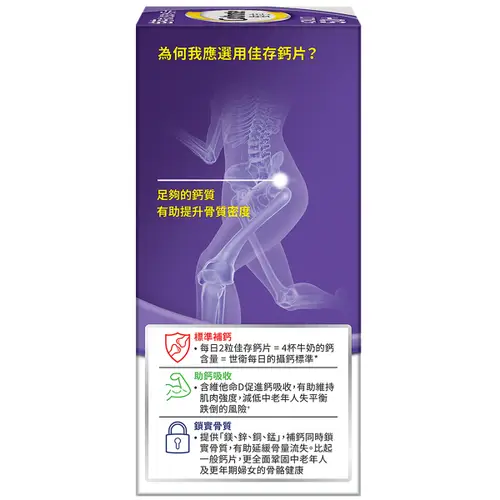 為何我應選用佳存鈣片？
足夠的鈣質
有助提升骨質密度
標準補鈣
• 每日2粒佳存鈣片 = 4杯牛奶的鈣
含量 = 世衛每日的攝鈣標準*
助鈣吸收
• 含維他命D促進鈣吸收，有助維持
肌肉強度，減低中老年人失平衡
跌倒的風險⁺
鎖實骨質
• 提供「鎂、鋅、銅、錳」，補鈣同時鎖
實骨質，有助延緩骨量流失。比起
一般鈣片，更全面鞏固中老年人
及更年期婦女的骨骼健康